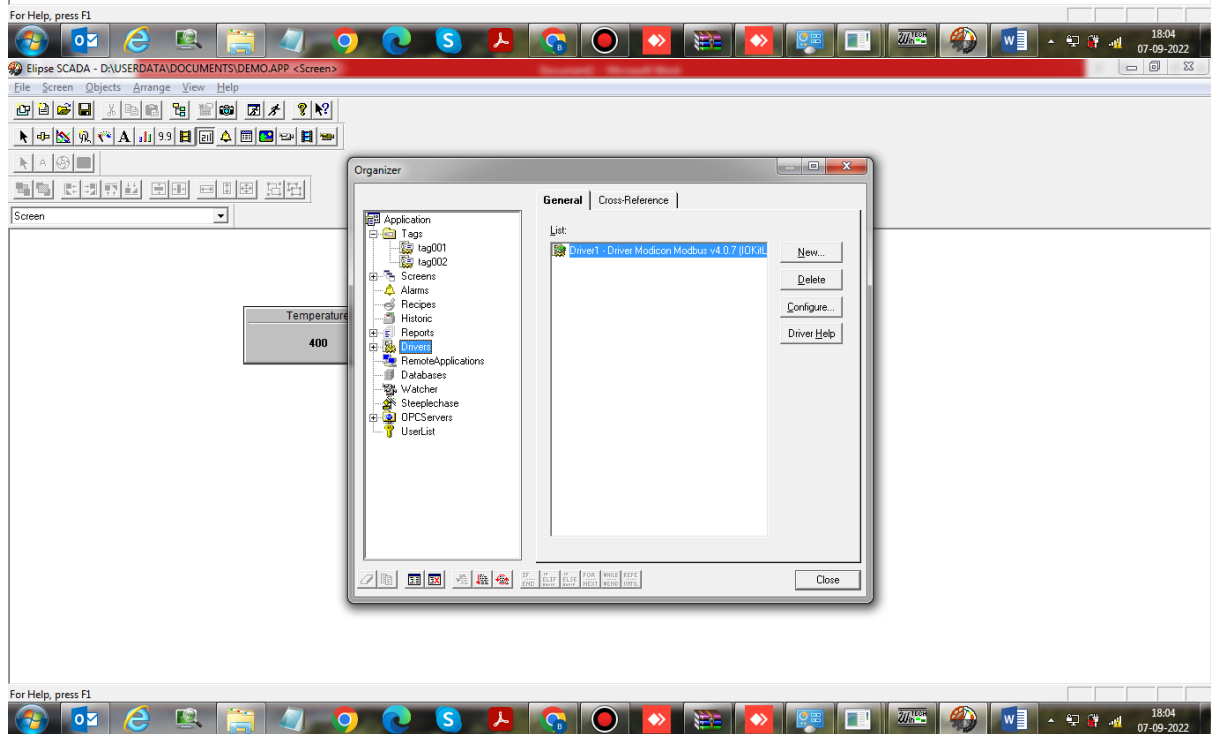 For Help, press F1
18:04
07-09-2022
Elipse SCADA - D:\USERDATA\DOCUMENTS\DEMO.APP <Screen>
File Screen Objects Arrange View Help
Screen
Organizer
General Cross-Reference
Application
Tags
tag001
tag002
Screens
Alarms
Recipes
Historic
Reports
Drivers
RemoteApplications
Databases
Watcher
Steeplechase
OPCServers
UserList
List:
Driver1 - Driver Modicon Modbus v4.0.7 (IOKitL
New...
Delete
Configure...
Driver Help
Temperature
400
Close
For Help, press F1
18:04
07-09-2022